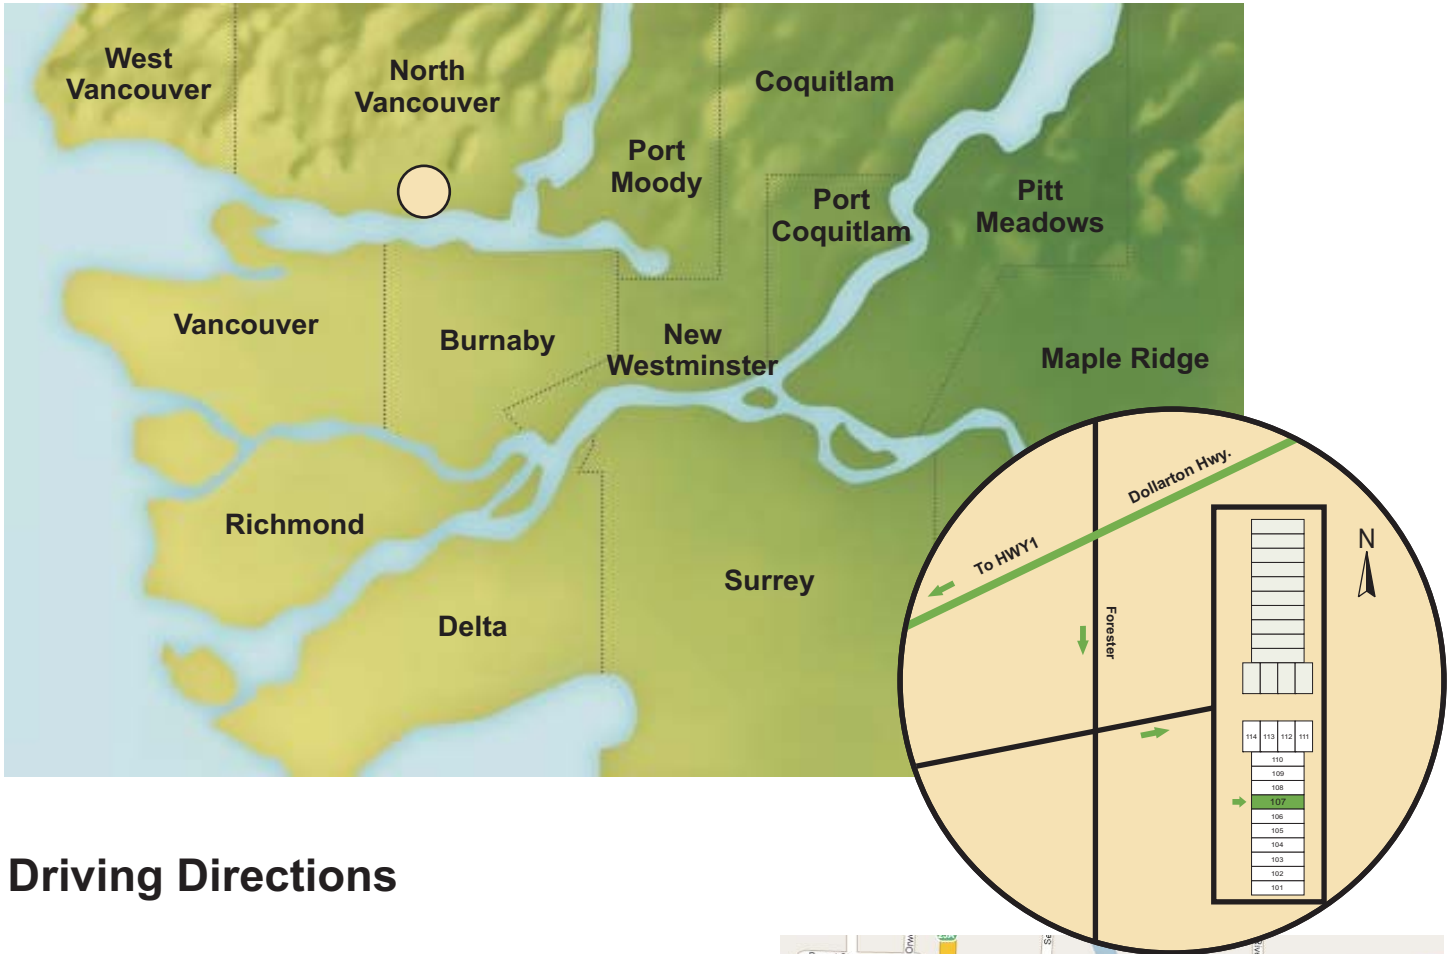 West
Vancouver
North
Vancouver
Coquitlam
Port
Moody
Port
Coquitlam
Pitt
Meadows
Vancouver
Burnaby
New
Westminster
Maple Ridge
Richmond
Surrey
Delta
Dollarton Hwy.
To HWY1
N
Forester
114 113 112 111
110
109
108
107
106
105
104
103
102
101
Driving Directions